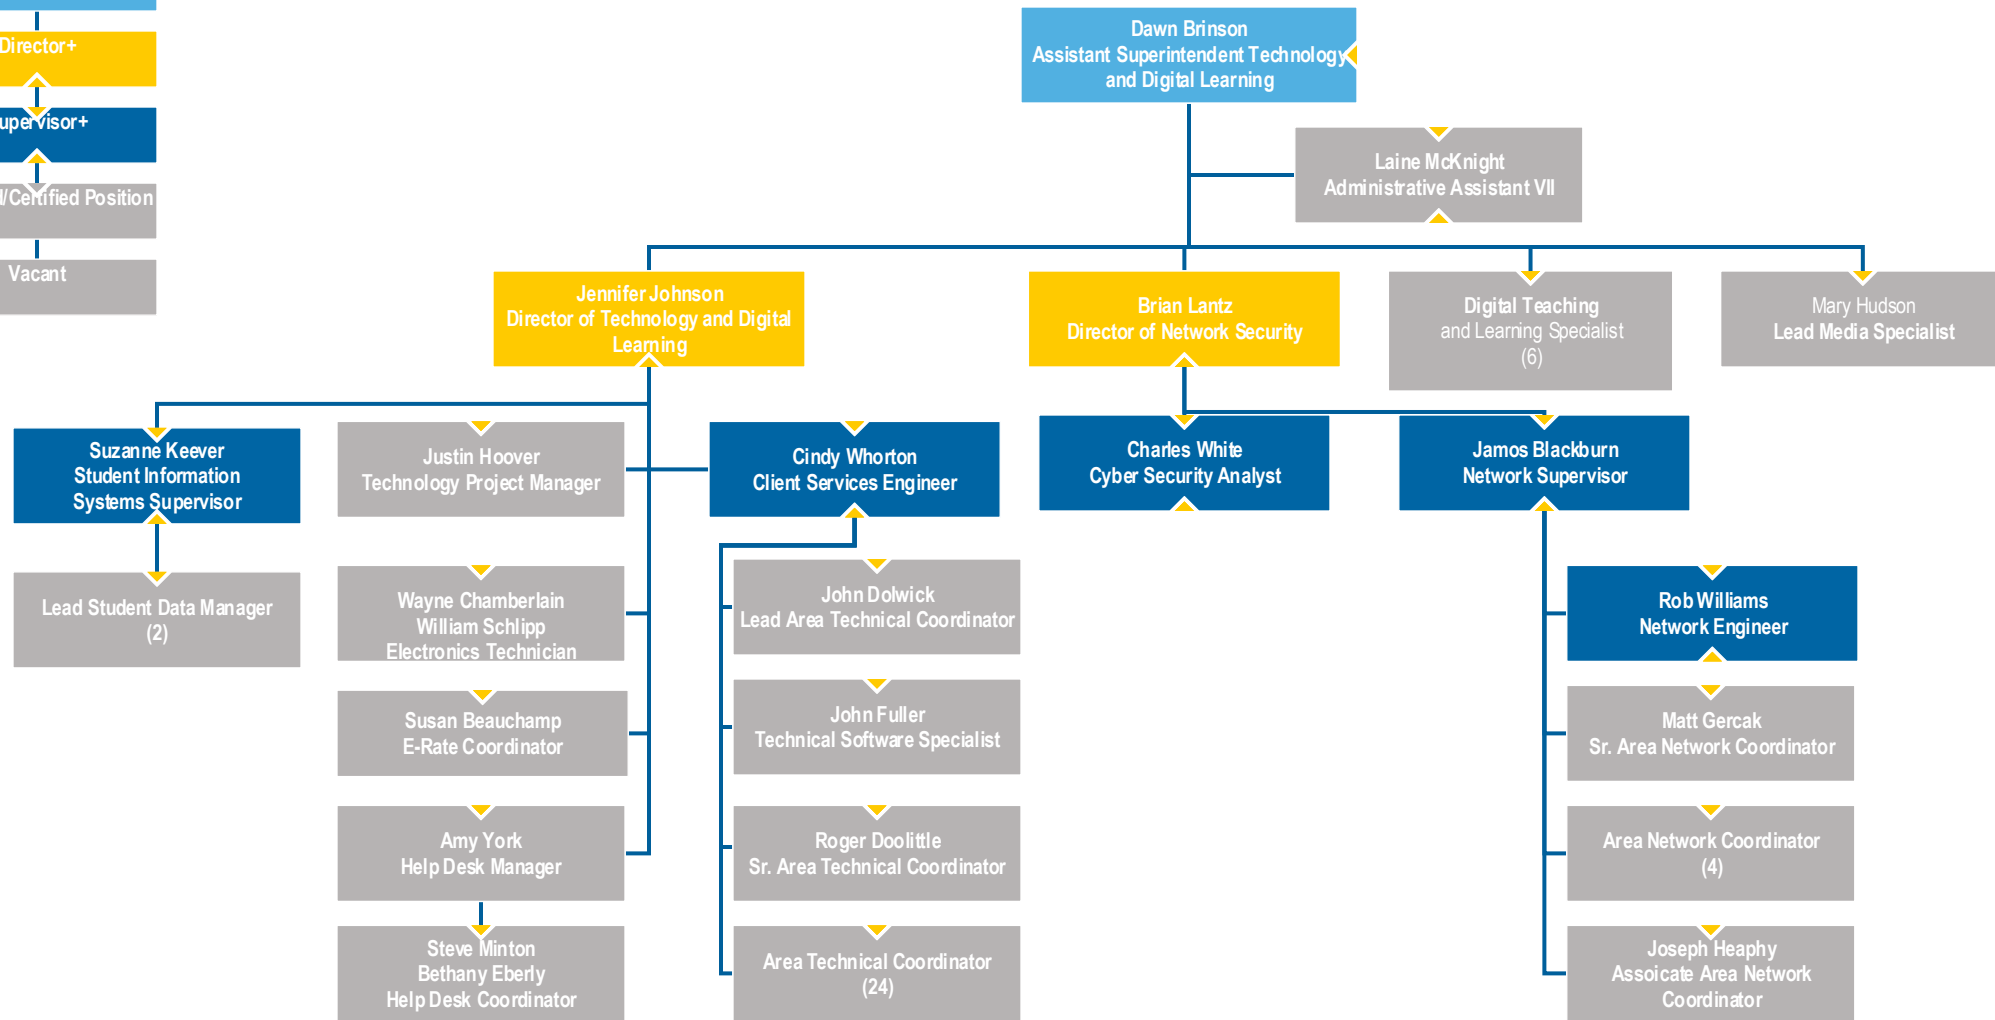 Director+
upervisor+
/Certified Position
Vacant
Dawn Brinson
Assistant Superintendent Technology
and Digital Learning
Laine McKnight
Administrative Assistant VII
Jennifer Johnson
Director of Technology and Digital
Learning
Brian Lantz
Director of Network Security
Digital Teaching
and Learning Specialist
(6)
Mary Hudson
Lead Media Specialist
Suzanne Keever
Student Information
Systems Supervisor
Justin Hoover
Technology Project Manager
Cindy Whorton
Client Services Engineer
Charles White
Cyber Security Analyst
Jamos Blackburn
Network Supervisor
Lead Student Data Manager
(2)
Wayne Chamberlain
William Schlipp
Electronics Technician
John Dolwick
Lead Area Technical Coordinator
Rob Williams
Network Engineer
Susan Beauchamp
E-Rate Coordinator
John Fuller
Technical Software Specialist
Matt Gercak
Sr. Area Network Coordinator
Amy York
Help Desk Manager
Roger Doolittle
Sr. Area Technical Coordinator
Area Network Coordinator
(4)
Steve Minton
Bethany Eberly
Help Desk Coordinator
Area Technical Coordinator
(24)
Joseph Heaphy
Assoicate Area Network
Coordinator